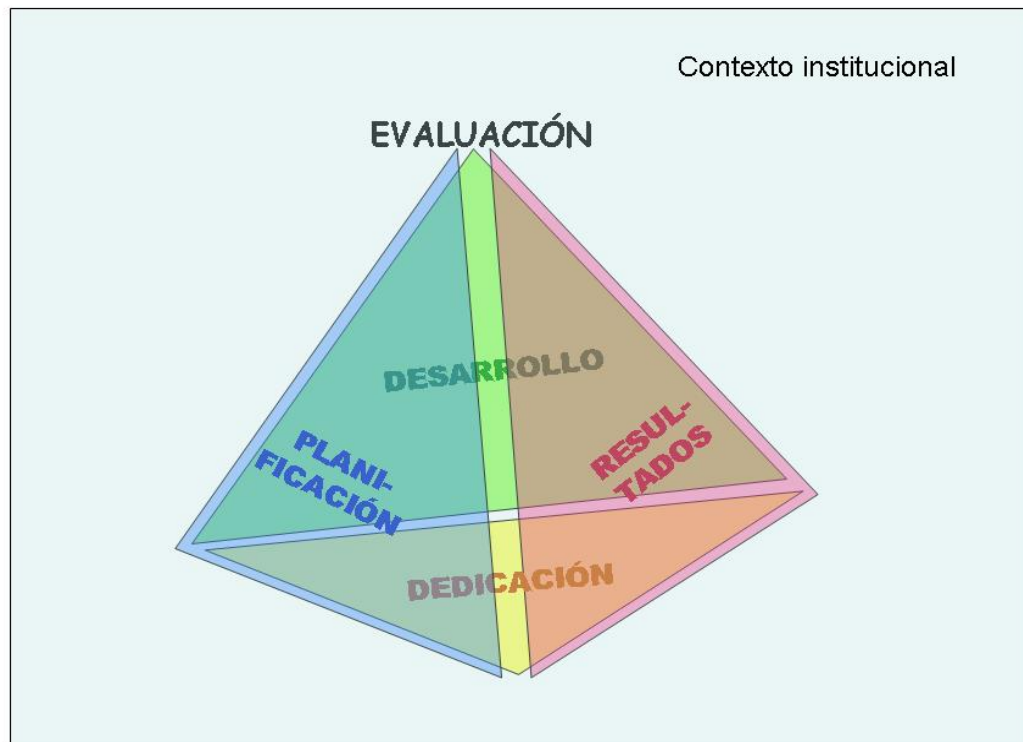 Contexto institucional
EVALUACIÓN
DESARROLLO
PLANI-
FICACIÓN
RESUL-
TADOS
DEDICACIÓN